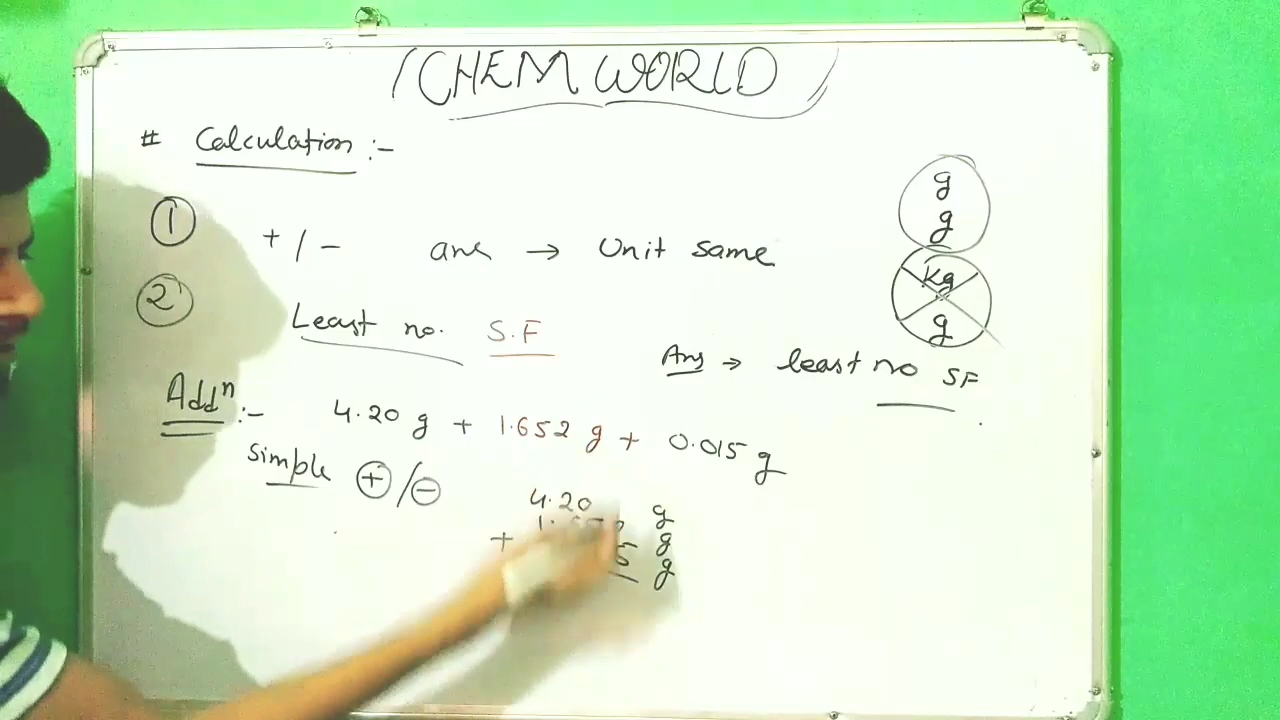 CHEM WORLD
# Calculation :-
g
g
① +/- ans → Unit same
kg
g
② Least no. S.F
Ans → least no SF
Addⁿ :- 4.20 g + 1.652 g + 0.015 g
Simple ⊕/⊖
4.20 g
+ g
5 g